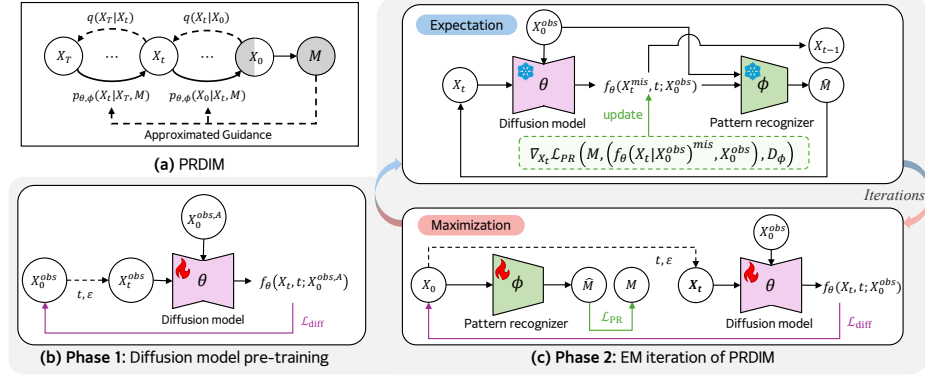 q(X_T|X_t)
q(X_t|X_0)
X_T
...
X_t
...
X_0
M
p_{θ,ϕ}(X_t|X_T, M)
p_{θ,ϕ}(X_0|X_t, M)
Approximated Guidance
(a) PRDIM
Expectation
X_0^{obs}
X_{t-1}
X_t
θ
f_θ(X_t^{mis}, t; X_0^{obs})
ϕ
M̂
Diffusion model
update
Pattern recognizer
∇_{X_t} ℒ_{PR} (M, (f_θ(X_t|X_0^{obs})^{mis}, X_0^{obs}), D_ϕ)
Iterations
X_0^{obs,A}
X_0^{obs}
t, ε
X_t^{obs}
θ
f_θ(X_t, t; X_0^{obs,A})
Diffusion model
ℒ_diff
(b) Phase 1: Diffusion model pre-training
Maximization
X_0^{obs}
t, ε
X_0
ϕ
M̂
M
X_t
θ
f_θ(X_t, t; X_0^{obs})
Pattern recognizer
ℒ_PR
Diffusion model
ℒ_diff
(c) Phase 2: EM iteration of PRDIM